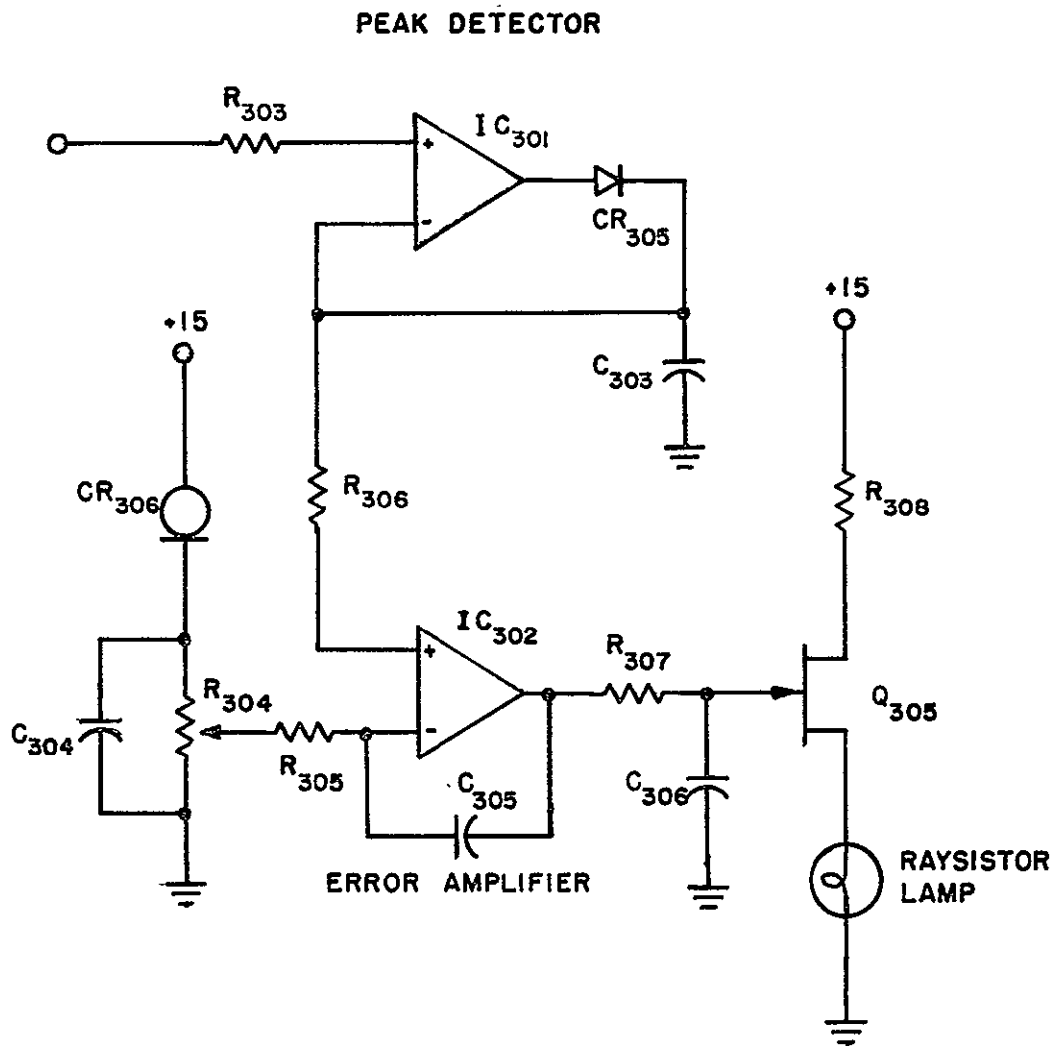 PEAK DETECTOR
R303
IC301
+
-
CR305
+15
+15
C303
CR306
R306
R308
IC302
+
-
R307
R304
Q305
C304
R305
C305
C306
ERROR AMPLIFIER
RAYSISTOR
LAMP